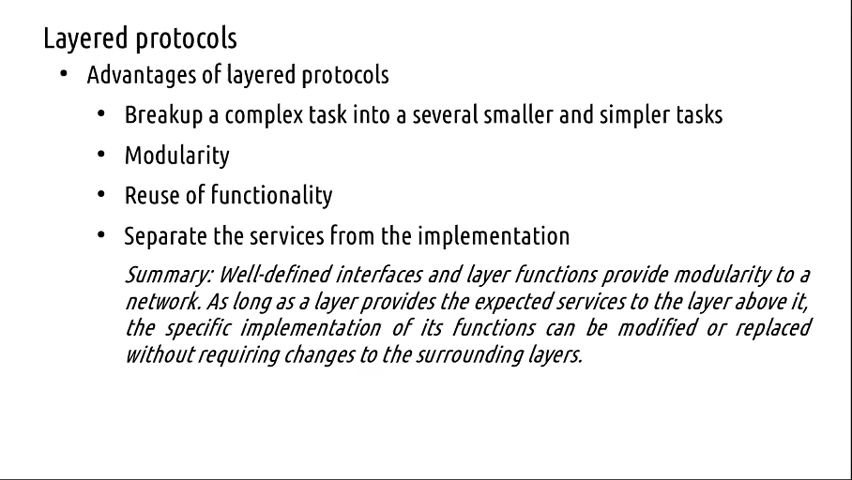 Layered protocols
• Advantages of layered protocols
• Breakup a complex task into a several smaller and simpler tasks
• Modularity
• Reuse of functionality
• Separate the services from the implementation
Summary: Well-defined interfaces and layer functions provide modularity to a
network. As long as a layer provides the expected services to the layer above it,
the specific implementation of its functions can be modified or replaced
without requiring changes to the surrounding layers.